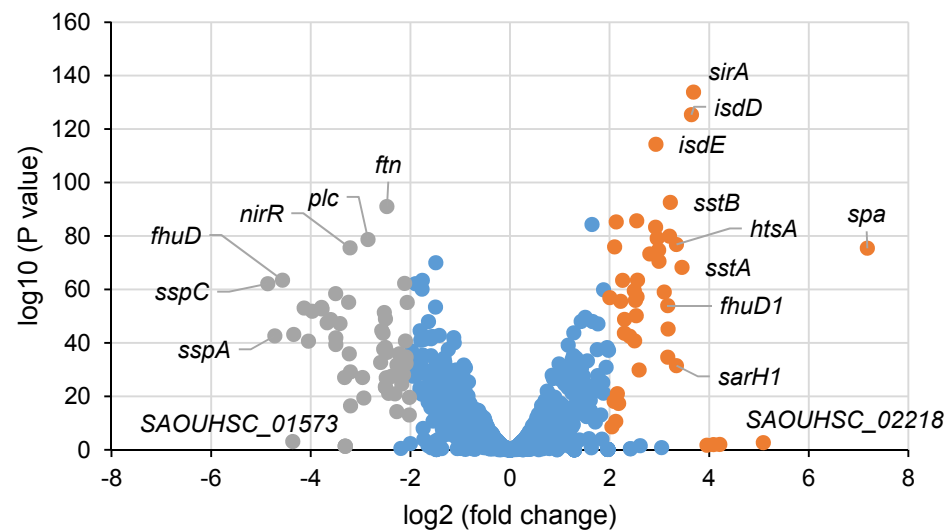 160
140
120
100
80
60
40
20
0
-8
-6
-4
-2
0
2
4
6
8
log10 (P value)
log2 (fold change)
sirA
isdD
isdE
ftn
plc
nirR
sstB
spa
htsA
fhuD
sspC
sstA
fhuD1
sspA
sarH1
SAOUHSC_01573
SAOUHSC_02218